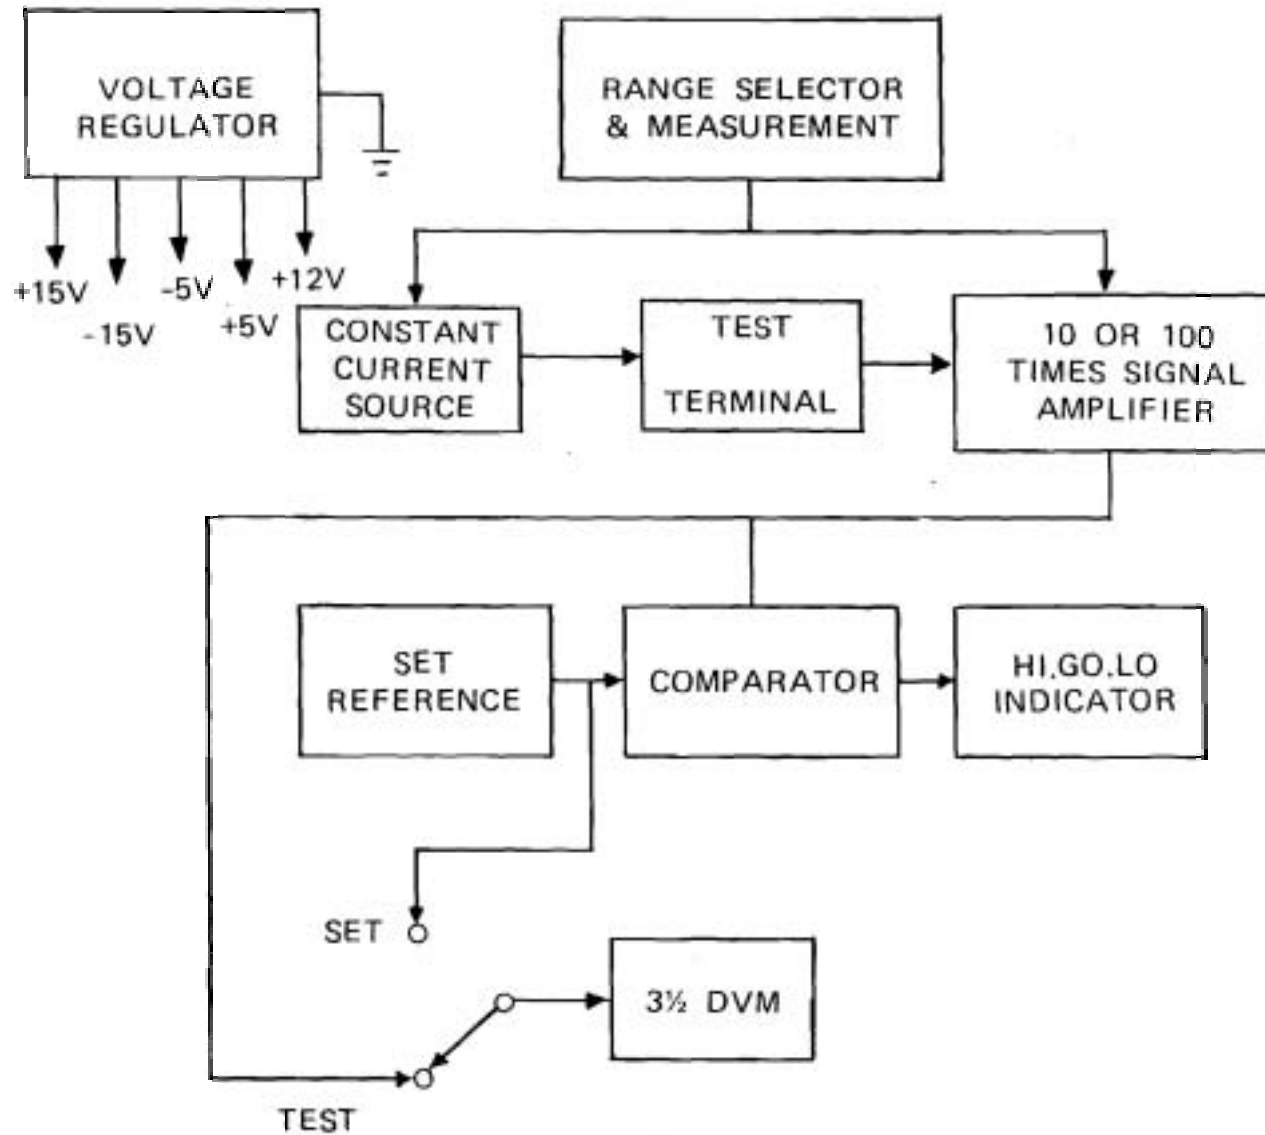 VOLTAGE
REGULATOR
RANGE SELECTOR
& MEASUREMENT
+15V
-15V
-5V
+5V
+12V
CONSTANT
CURRENT
SOURCE
TEST
TERMINAL
10 OR 100
TIMES SIGNAL
AMPLIFIER
SET
REFERENCE
COMPARATOR
HI.GO.LO
INDICATOR
SET
3½ DVM
TEST